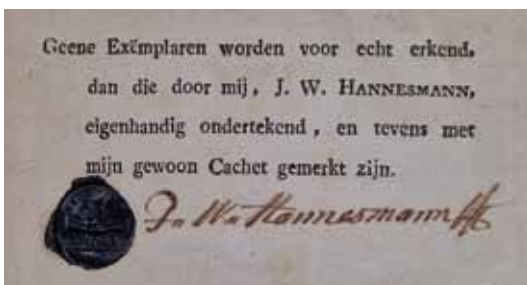 Geene Exëmplaren worden voor echt erkend,
dan die door mij, J. W. HANNESMANN,
eigenhandig ondertekend, en tevens met
mijn gewoon Cachet gemerkt zijn.
J. W. Hannesmann